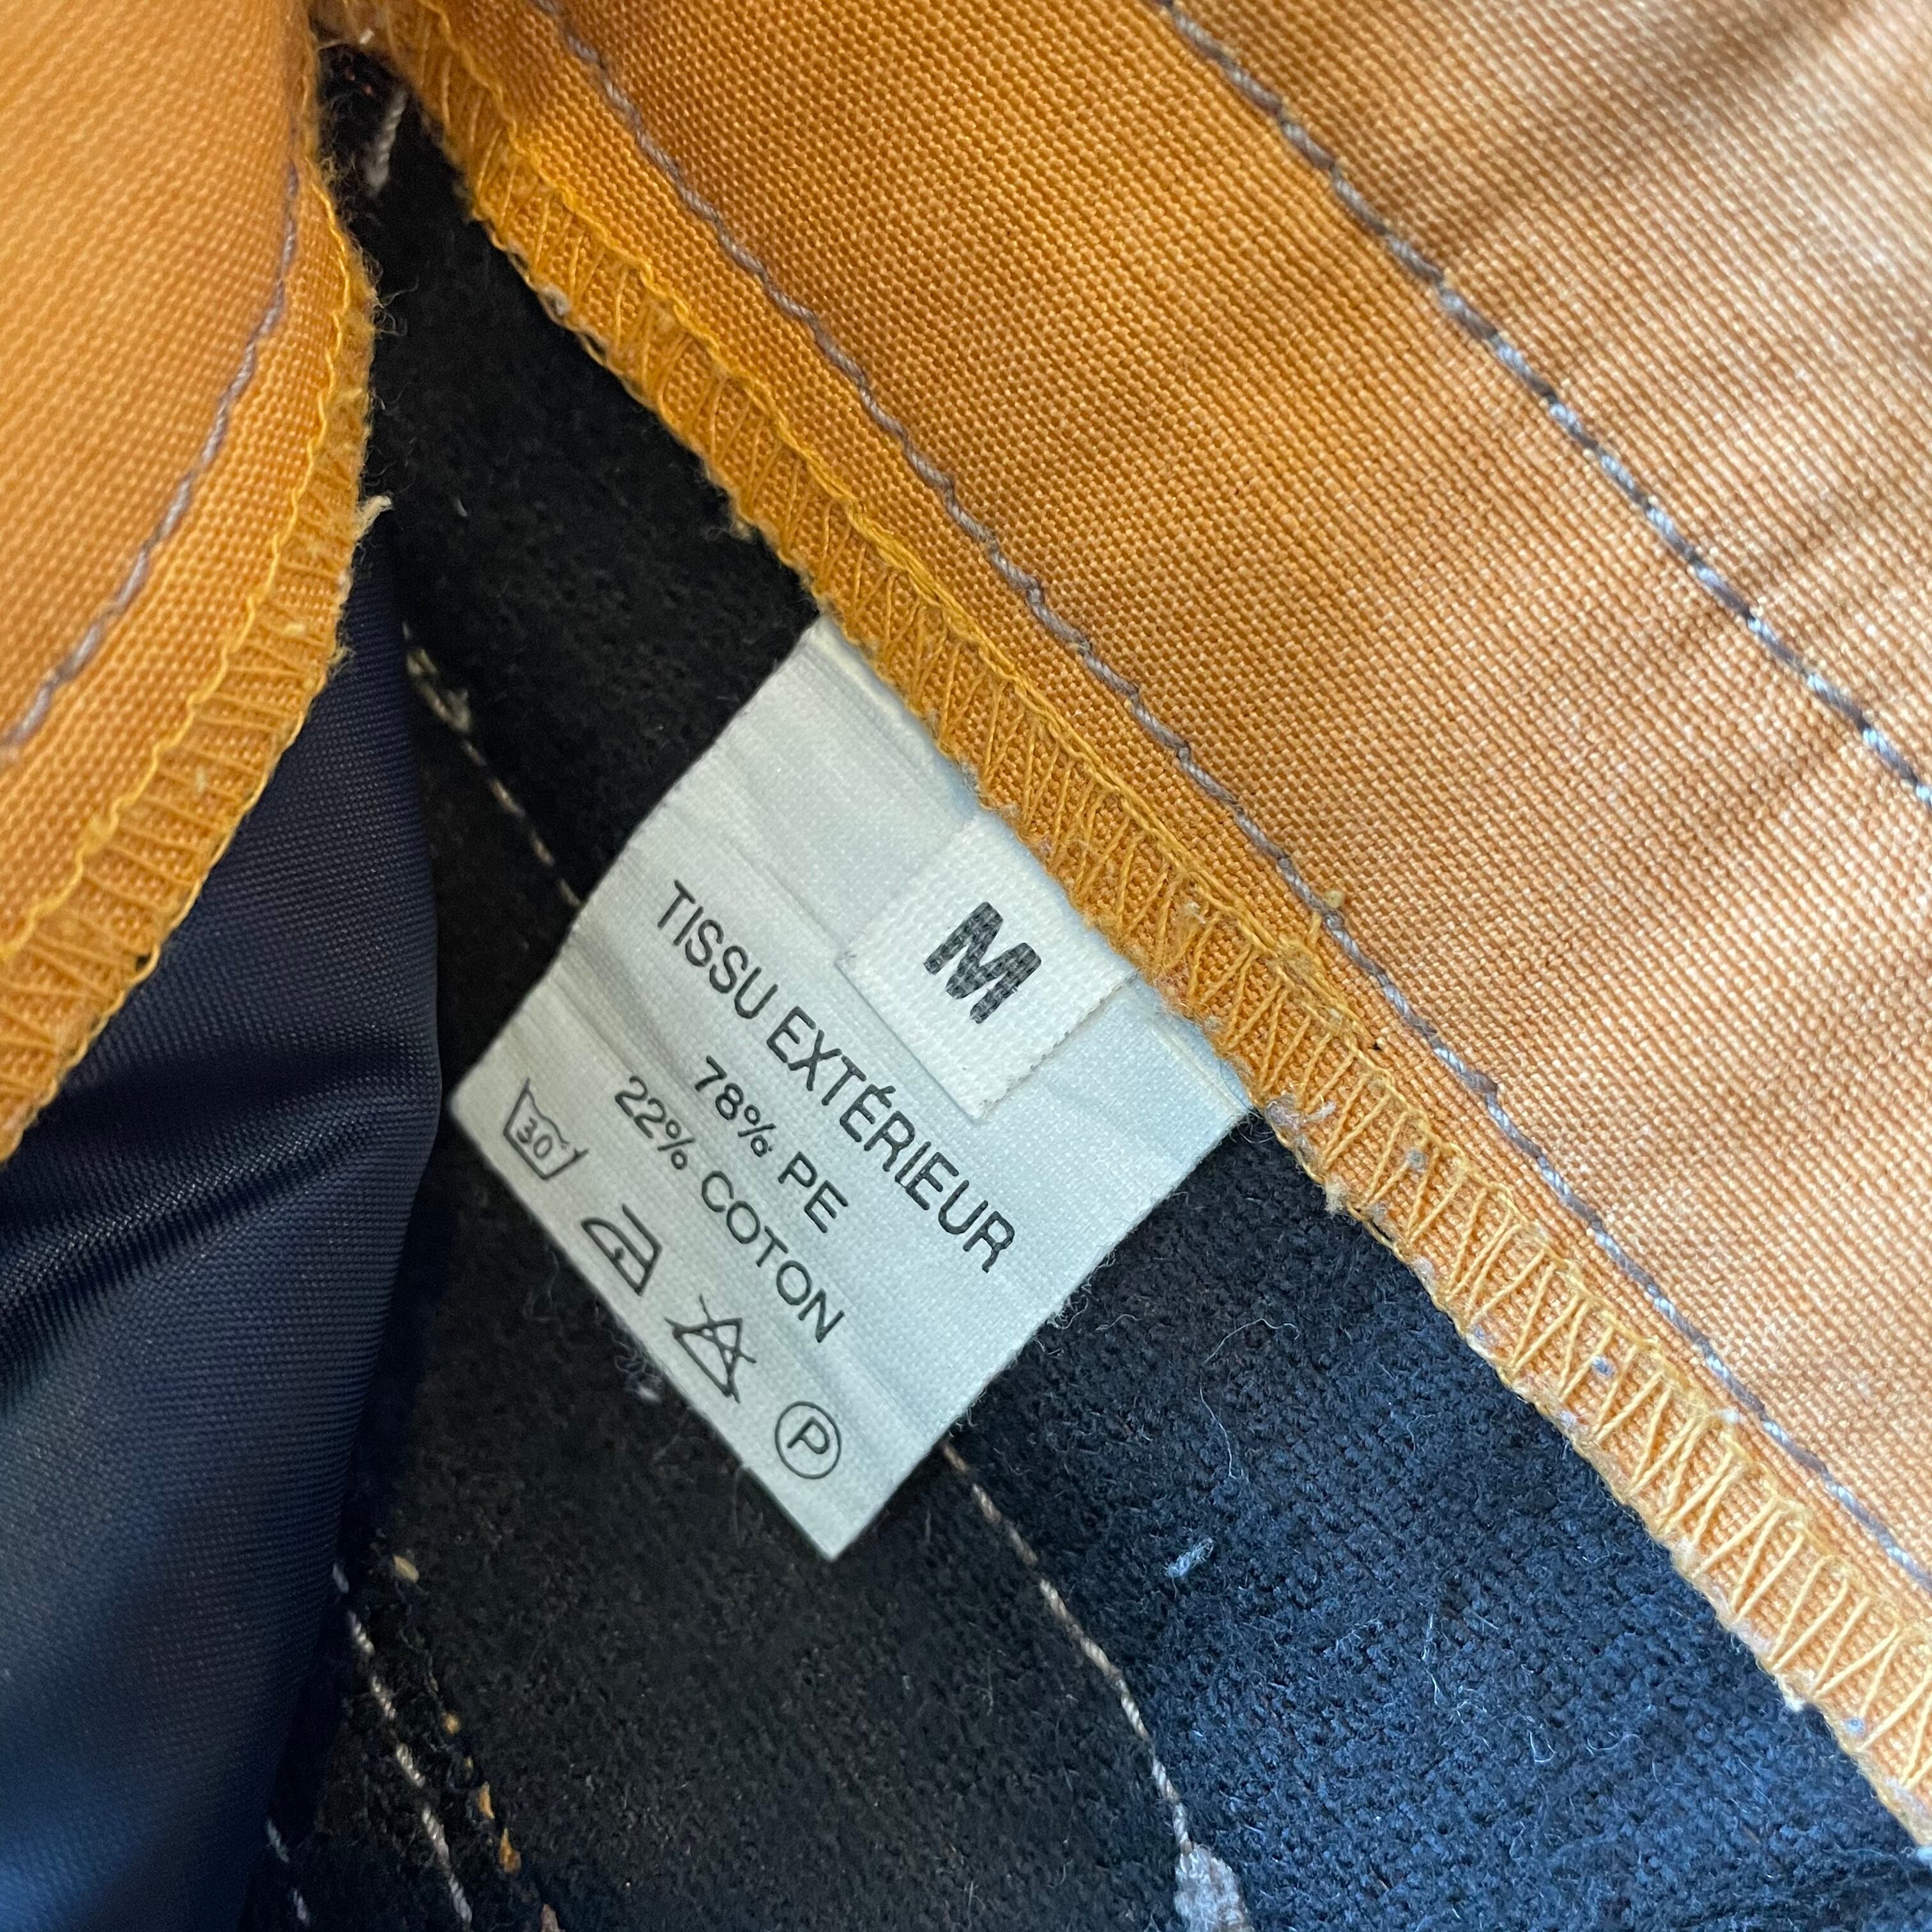 M
TISSU EXTÉRIEUR
78% PE
22% COTON
30
P